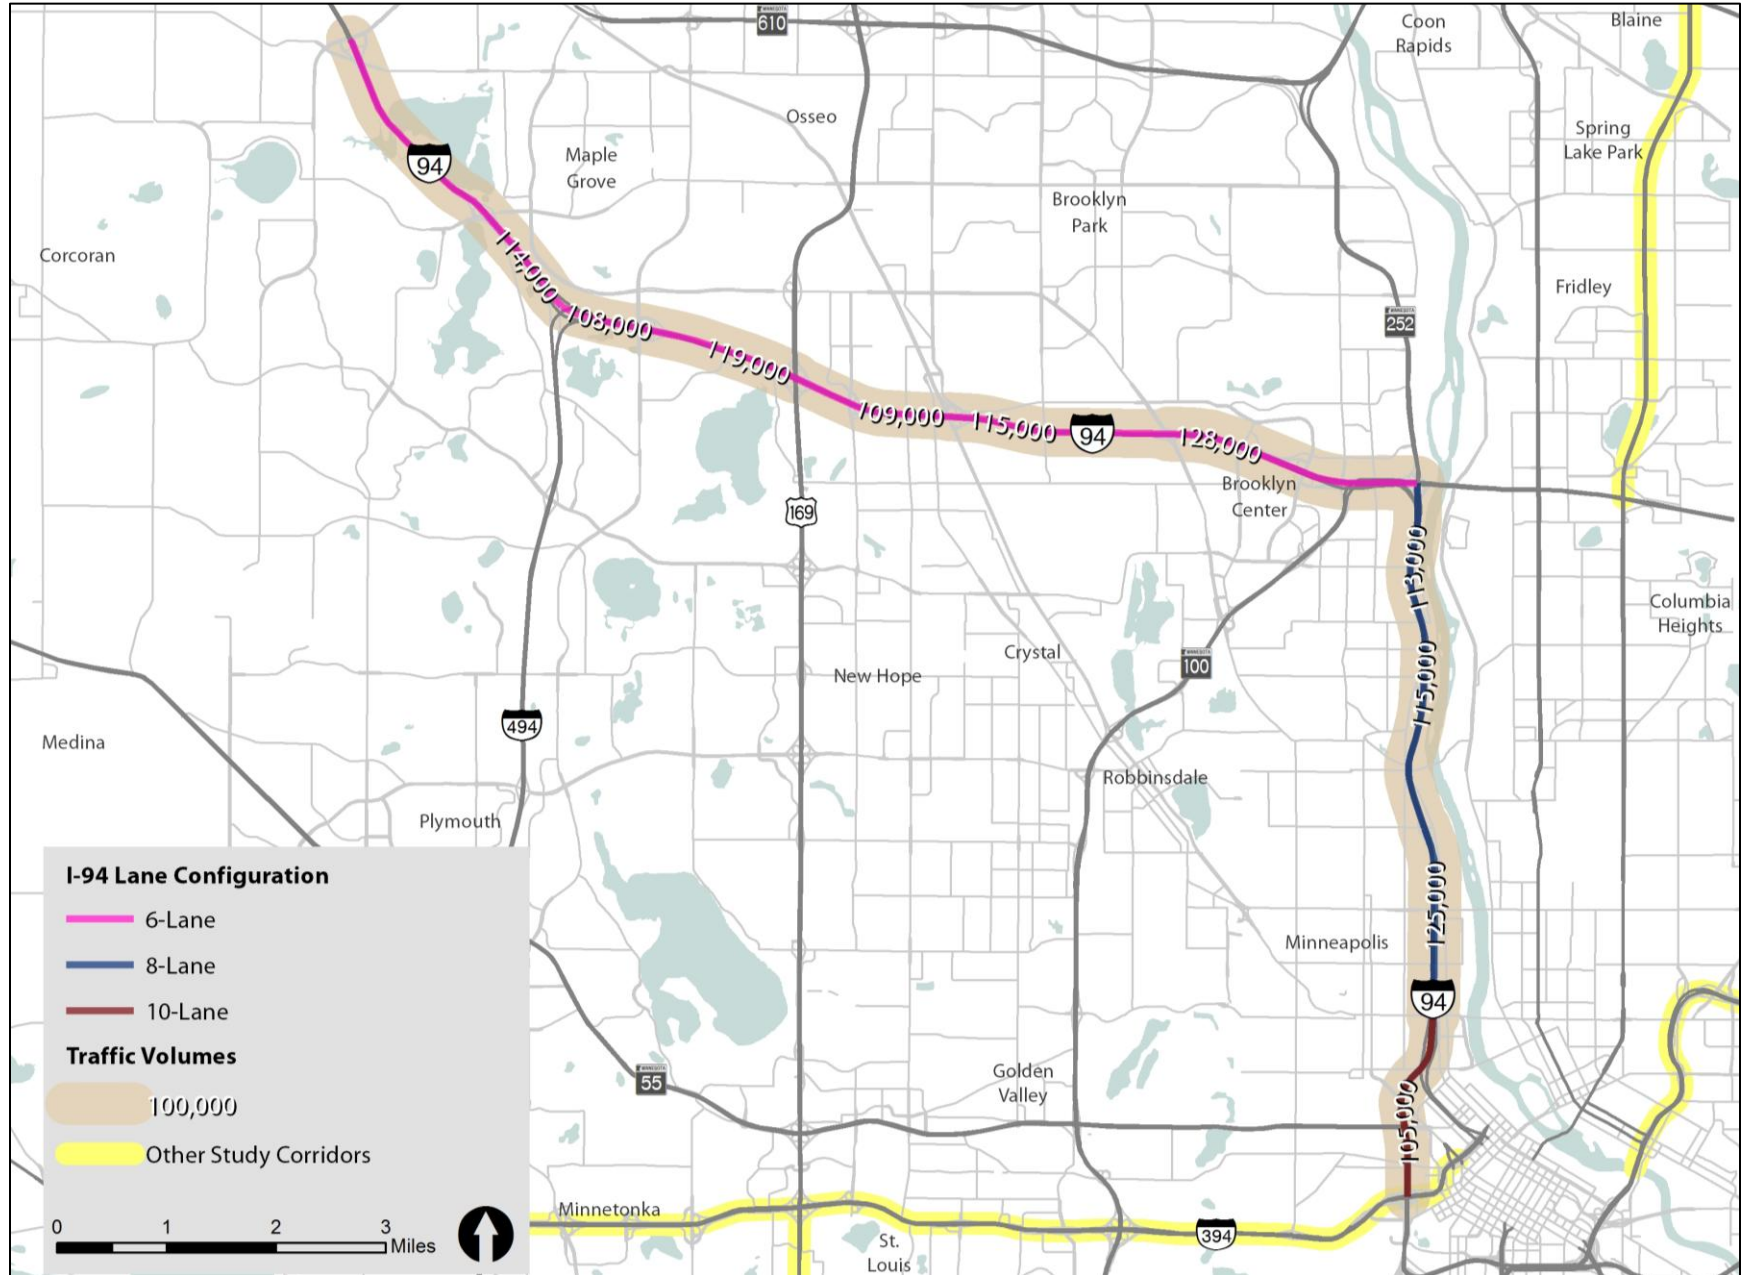 610
Coon
Rapids
Blaine
Osseo
Spring
Lake Park
Maple
Grove
94
Brooklyn
Park
Corcoran
114,000
Fridley
MINNESOTA
252
108,000
119,000
109,000
115,000
94
128,000
Brooklyn
Center
169
113,000
Columbia
Heights
Crystal
MINNESOTA
100
New Hope
115,000
494
Medina
Robbinsdale
Plymouth
I-94 Lane Configuration
6-Lane
8-Lane
10-Lane
Traffic Volumes
100,000
Other Study Corridors
0 1 2 3
Miles
125,000
Minneapolis
94
MINNESOTA
55
Golden
Valley
105,000
Minnetonka
394
St.
Louis